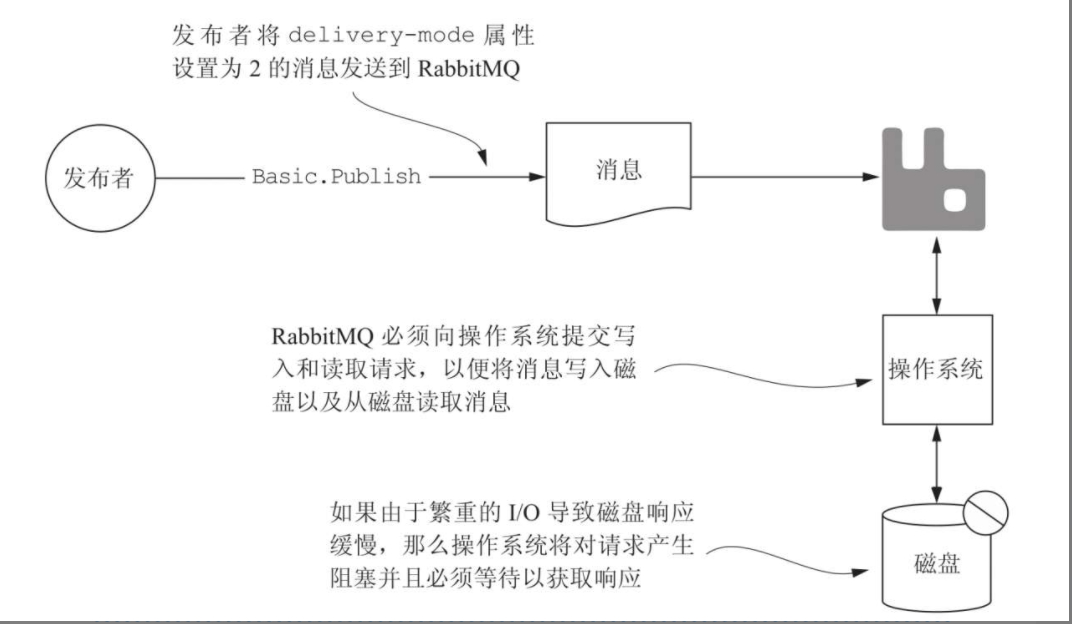 发布者将 delivery-mode 属性
设置为 2 的消息发送到 RabbitMQ
发布者
Basic.Publish
消息
RabbitMQ 必须向操作系统提交写
入和读取请求，以便将消息写入磁
盘以及从磁盘读取消息
操作系统
如果由于繁重的 I/O 导致磁盘响应
缓慢，那么操作系统将对请求产生
阻塞并且必须等待以获取响应
磁盘